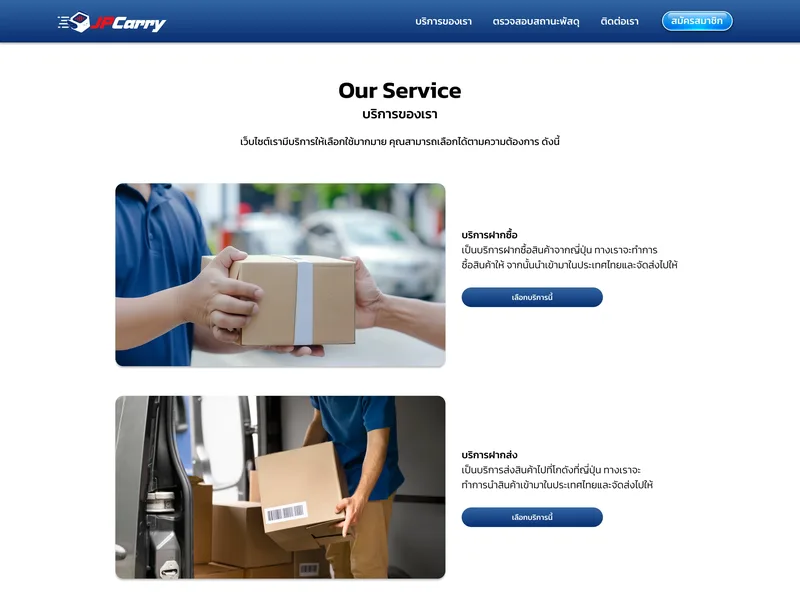 JPCarry
บริการของเรา ตรวจสอบสถานะพัสดุ ติดต่อเรา สมัครสมาชิก
Our Service
บริการของเรา
เว็บไซต์เรามีบริการให้เลือกใช้มากมาย คุณสามารถเลือกได้ตามความต้องการ ดังนี้
บริการฝากซื้อ
เป็นบริการฝากซื้อสินค้าจากญี่ปุ่น ทางเราจะทำการ
ซื้อสินค้าให้ จากนั้นนำเข้ามาในประเทศไทยและจัดส่งไปให้
เลือกบริการนี้
บริการฝากส่ง
เป็นบริการส่งสินค้าไปที่โกดังที่ญี่ปุ่น ทางเราจะ
ทำการนำสินค้าเข้ามาในประเทศไทยและจัดส่งไปให้
เลือกบริการนี้